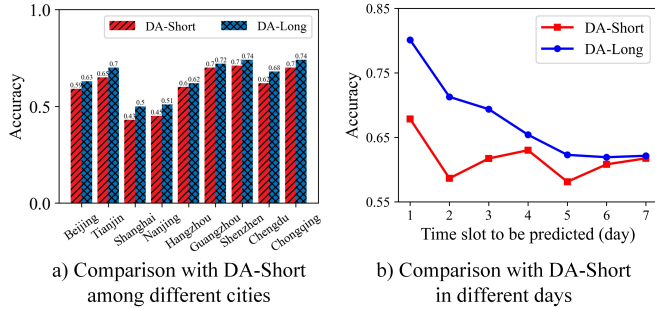 1.0
0.5
0.0
Accuracy
DA-Short
DA-Long
0.59
0.63
0.65
0.7
0.43
0.5
0.45
0.51
0.6
0.62
0.7
0.72
0.7
0.74
0.62
0.68
0.7
0.74
Beijing
Tianjin
Shanghai
Nanjing
Hangzhou
Guangzhou
Shenzhen
Chengdu
Chongqing
a) Comparison with DA-Short
among different cities
0.85
0.75
0.65
0.55
Accuracy
DA-Short
DA-Long
1 2 3 4 5 6 7
Time slot to be predicted (day)
b) Comparison with DA-Short
in different days